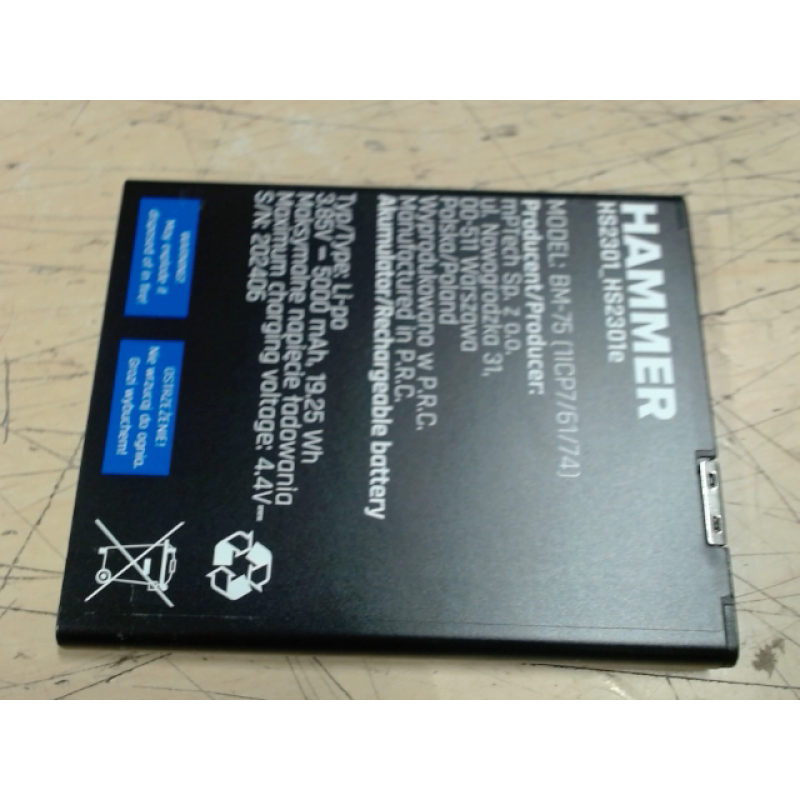 HAMMER
HS2301_HS2301e
MODEL: BM-75 (1ICP7/61/74)
Producent/Producer:
mPTech Sp. z o.o.
ul. Nowogrodzka 31,
00-511 Warszawa
Polska/Poland
Wyprodukowano w P.R.C.
Manufactured in P.R.C.
Akumulator/Rechargeable battery
Typ/Type: Li-po
3.85V – 5000 mAh, 19.25 Wh
Maksymalne napięcie ładowania
Maximum charging voltage: 4.4V⎓
S/N: 202406
WARNING!
May explode if
disposed of in fire!
OSTRZEŻENIE!
Nie wrzucaj do ognia.
Grozi wybuchem!